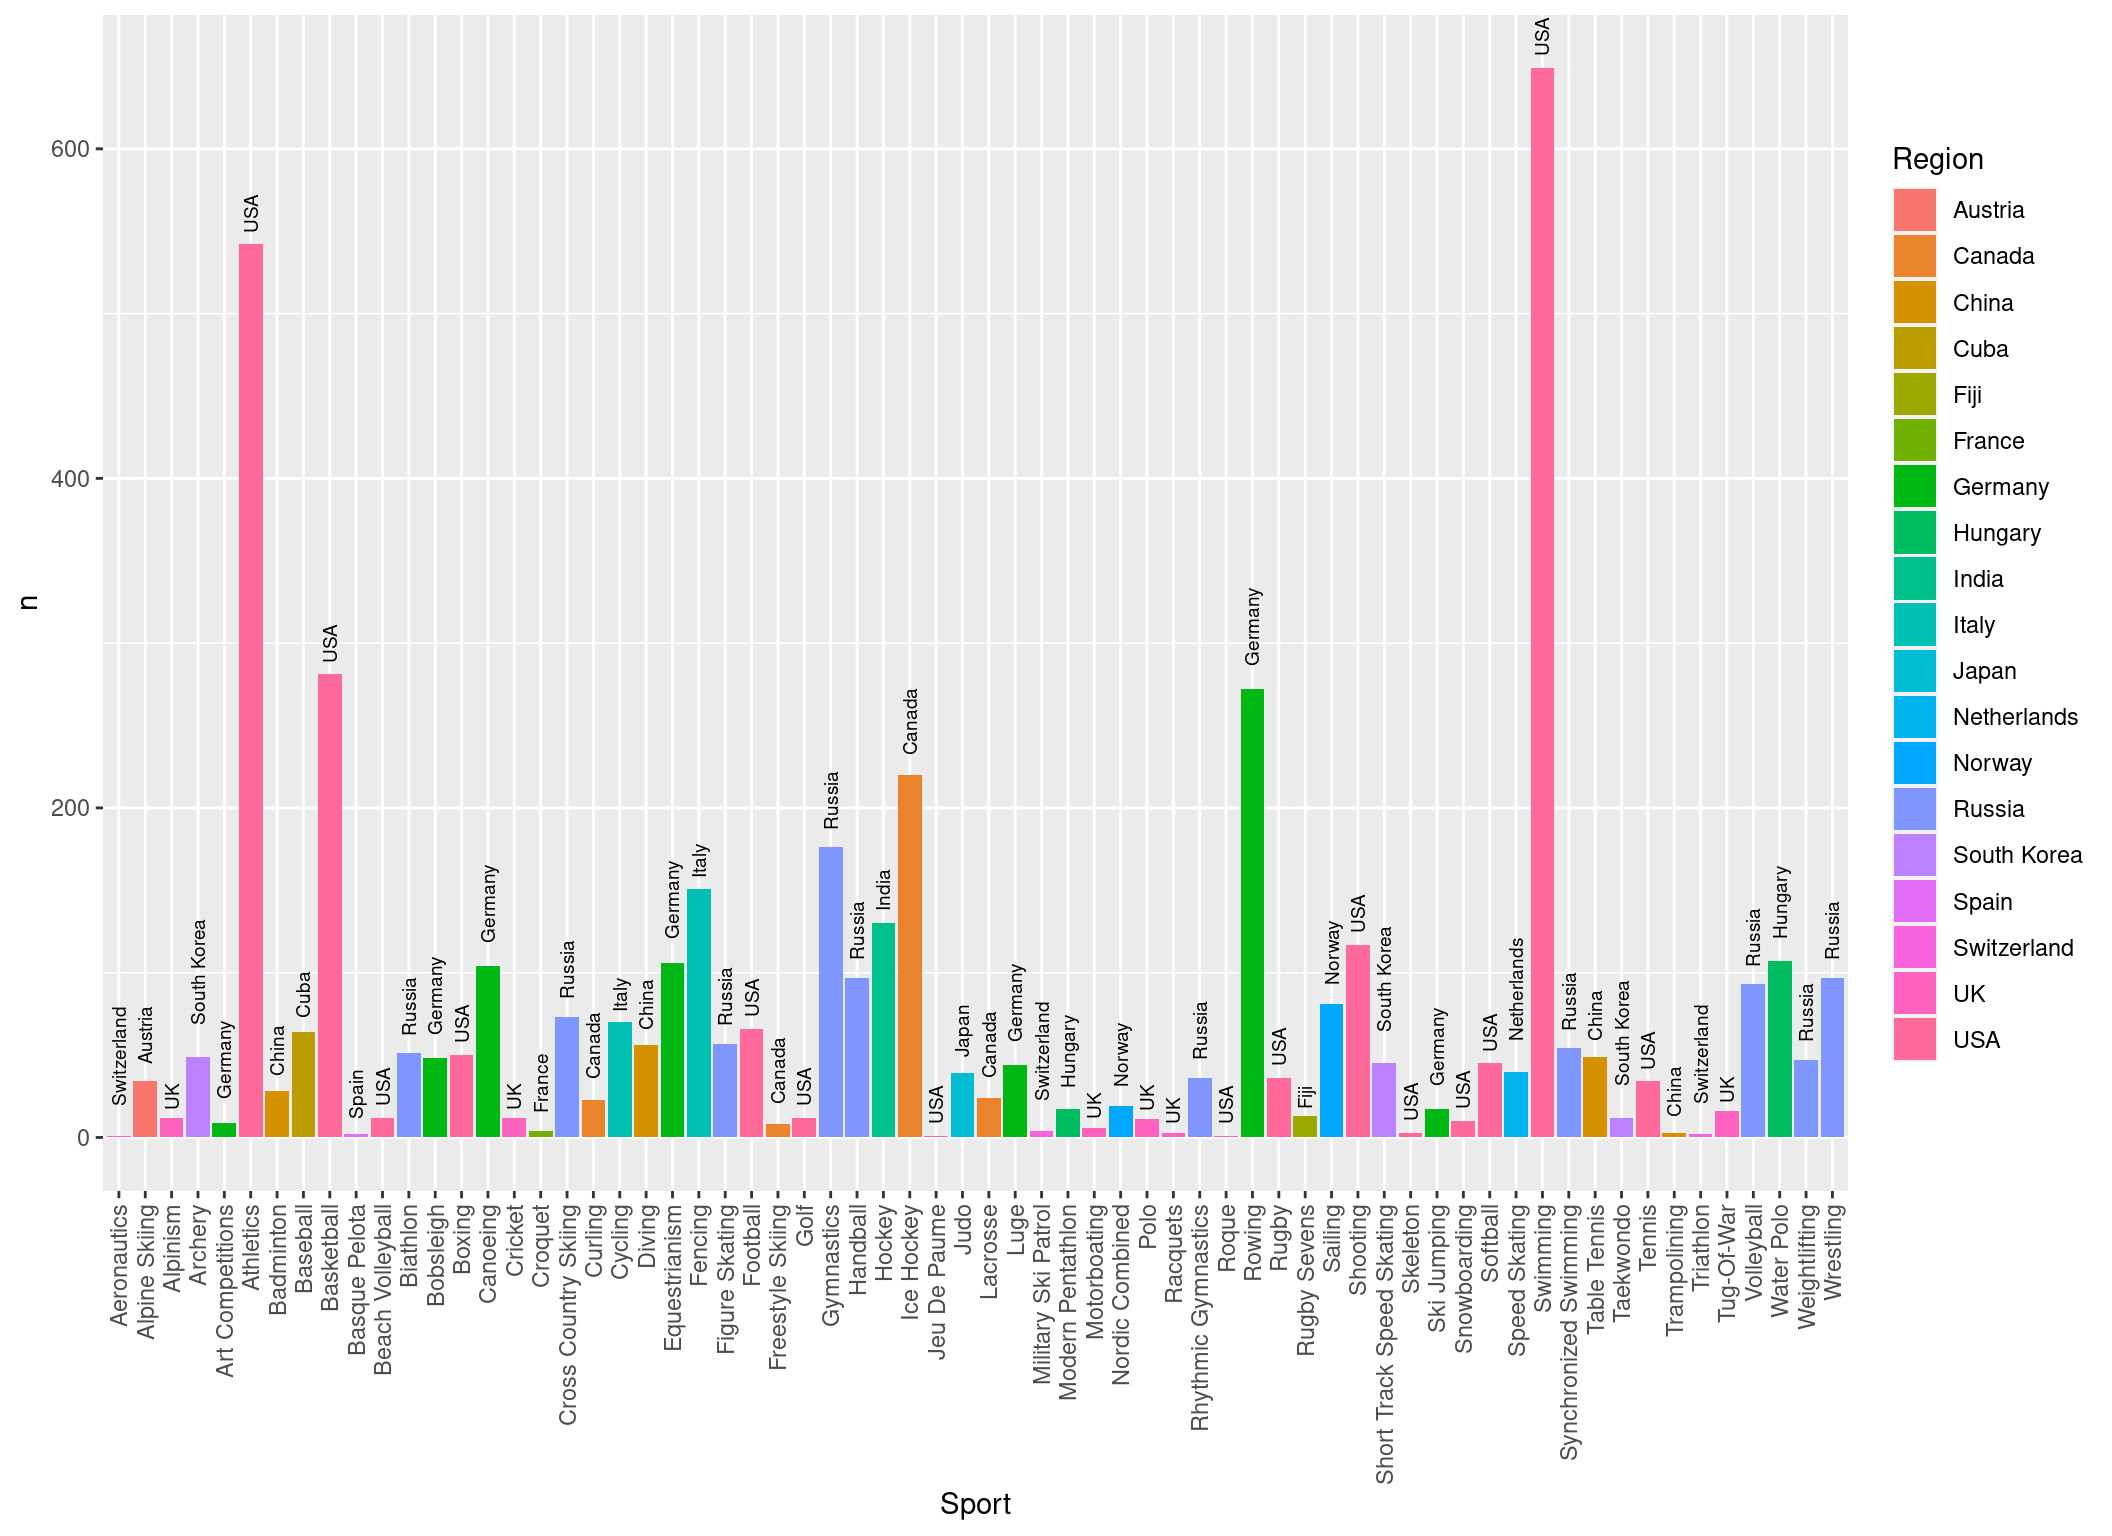 n
600
400
200
0
Switzerland
Austria
UK
South Korea
Germany
USA
China
Cuba
USA
Spain
USA
Russia
Germany
USA
Germany
UK
France
Russia
Canada
Italy
China
Germany
Italy
Russia
USA
Canada
USA
Russia
Russia
India
Canada
USA
Japan
Canada
Germany
Switzerland
Hungary
UK
Norway
UK
UK
Russia
USA
Germany
USA
Fiji
Norway
USA
South Korea
USA
Germany
USA
USA
Netherlands
USA
Russia
China
South Korea
USA
China
Switzerland
UK
Russia
Hungary
Russia
Russia
Aeronautics
Alpine Skiing
Alpinism
Archery
Art Competitions
Athletics
Badminton
Baseball
Basketball
Basque Pelota
Beach Volleyball
Biathlon
Bobsleigh
Boxing
Canoeing
Cricket
Croquet
Cross Country Skiing
Curling
Cycling
Diving
Equestrianism
Fencing
Figure Skating
Football
Freestyle Skiing
Golf
Gymnastics
Handball
Hockey
Ice Hockey
Jeu De Paume
Judo
Lacrosse
Luge
Military Ski Patrol
Modern Pentathlon
Motorboating
Nordic Combined
Polo
Racquets
Rhythmic Gymnastics
Roque
Rowing
Rugby
Rugby Sevens
Sailing
Shooting
Short Track Speed Skating
Skeleton
Ski Jumping
Snowboarding
Softball
Speed Skating
Swimming
Synchronized Swimming
Table Tennis
Taekwondo
Tennis
Trampolining
Triathlon
Tug-Of-War
Volleyball
Water Polo
Weightlifting
Wrestling
Sport
Region
Austria
Canada
China
Cuba
Fiji
France
Germany
Hungary
India
Italy
Japan
Netherlands
Norway
Russia
South Korea
Spain
Switzerland
UK
USA